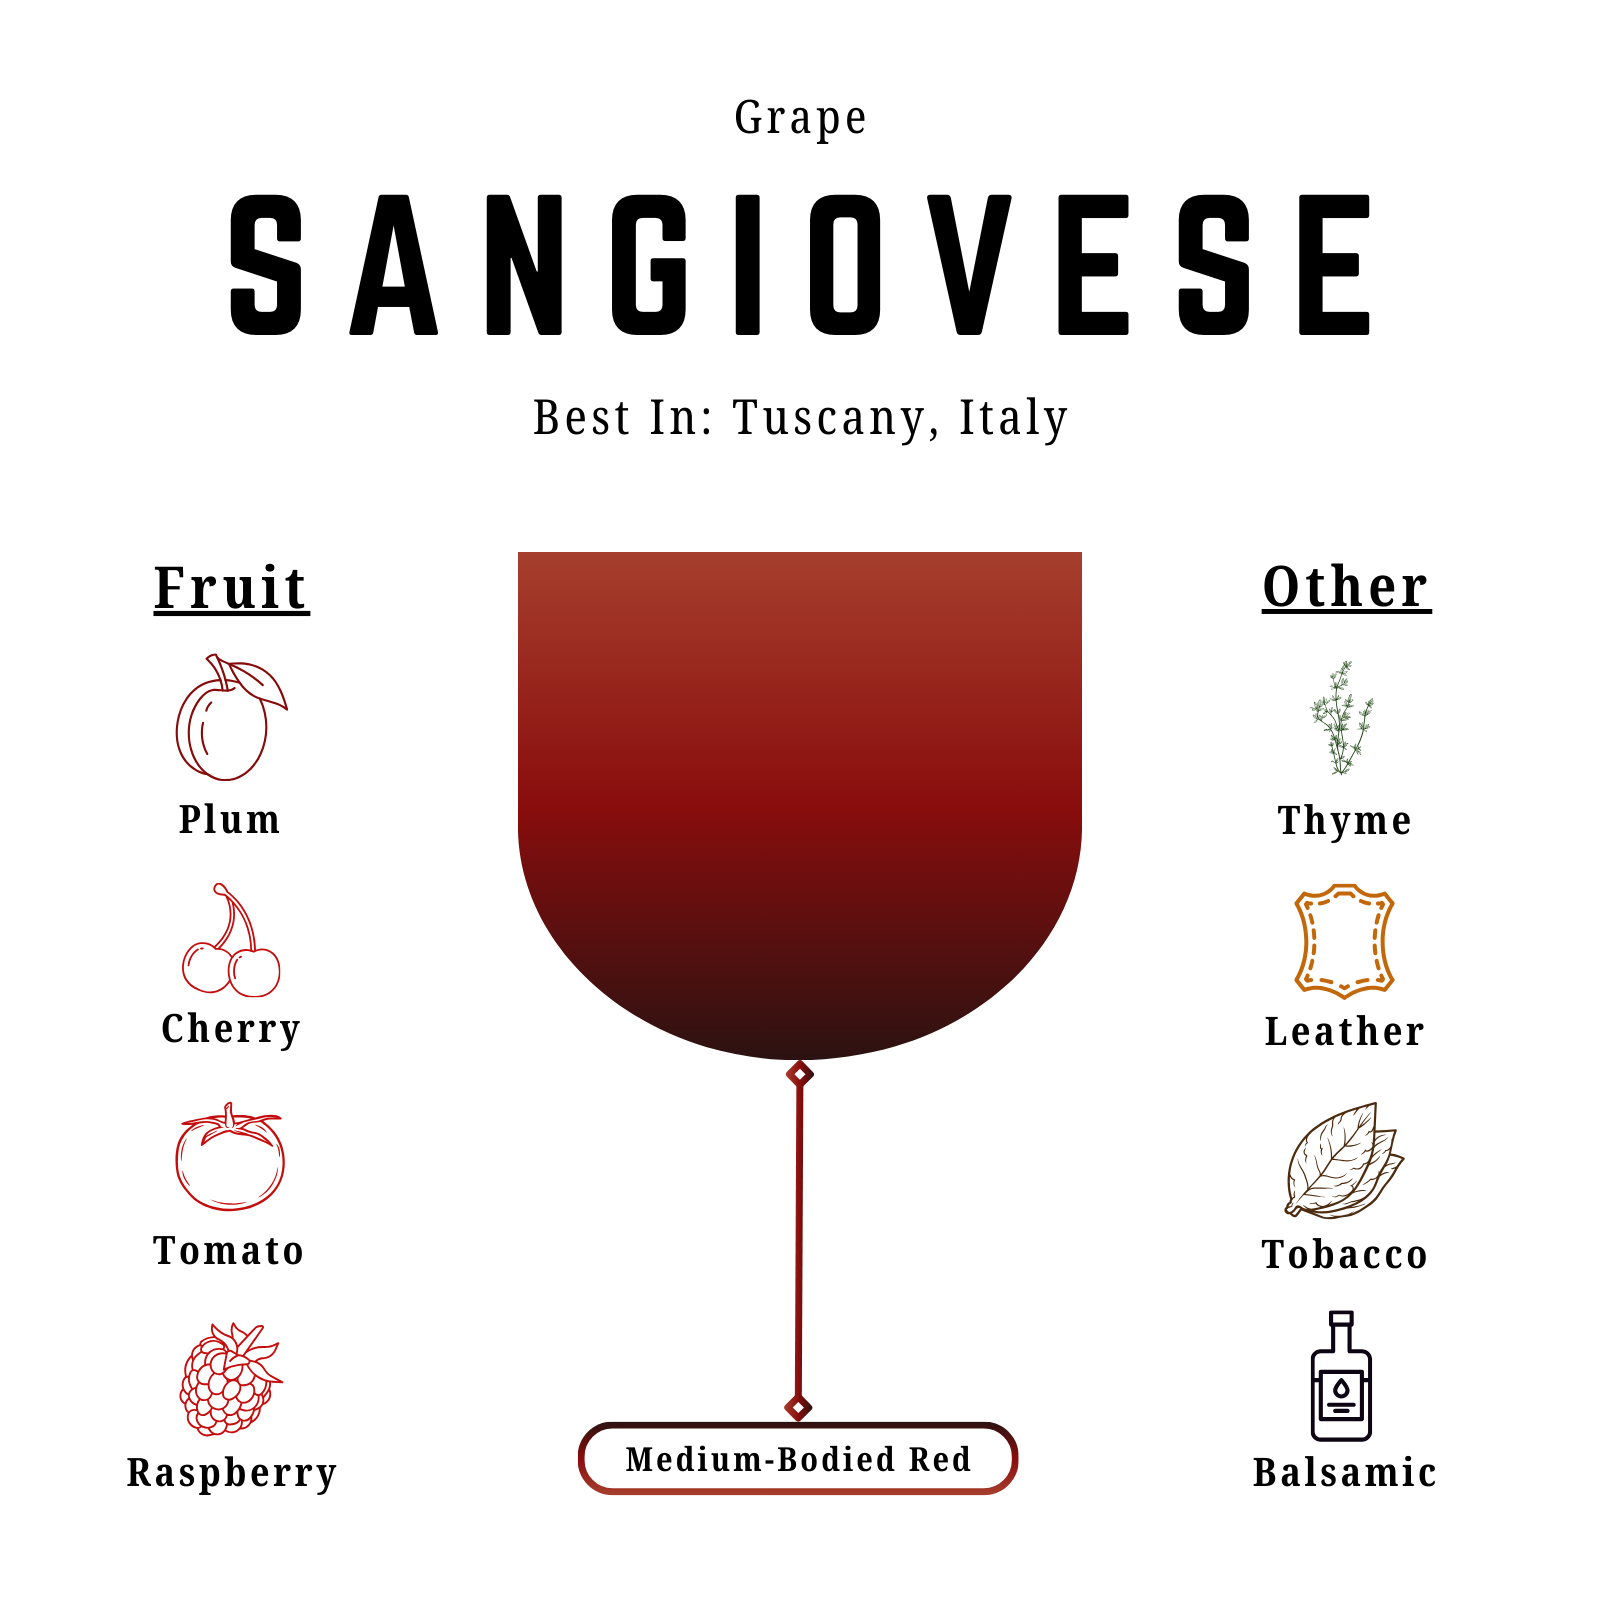 Grape
SANGIOVESE
Best In: Tuscany, Italy
Fruit
Plum
Cherry
Tomato
Raspberry
Other
Thyme
Leather
Tobacco
Balsamic
Medium-Bodied Red